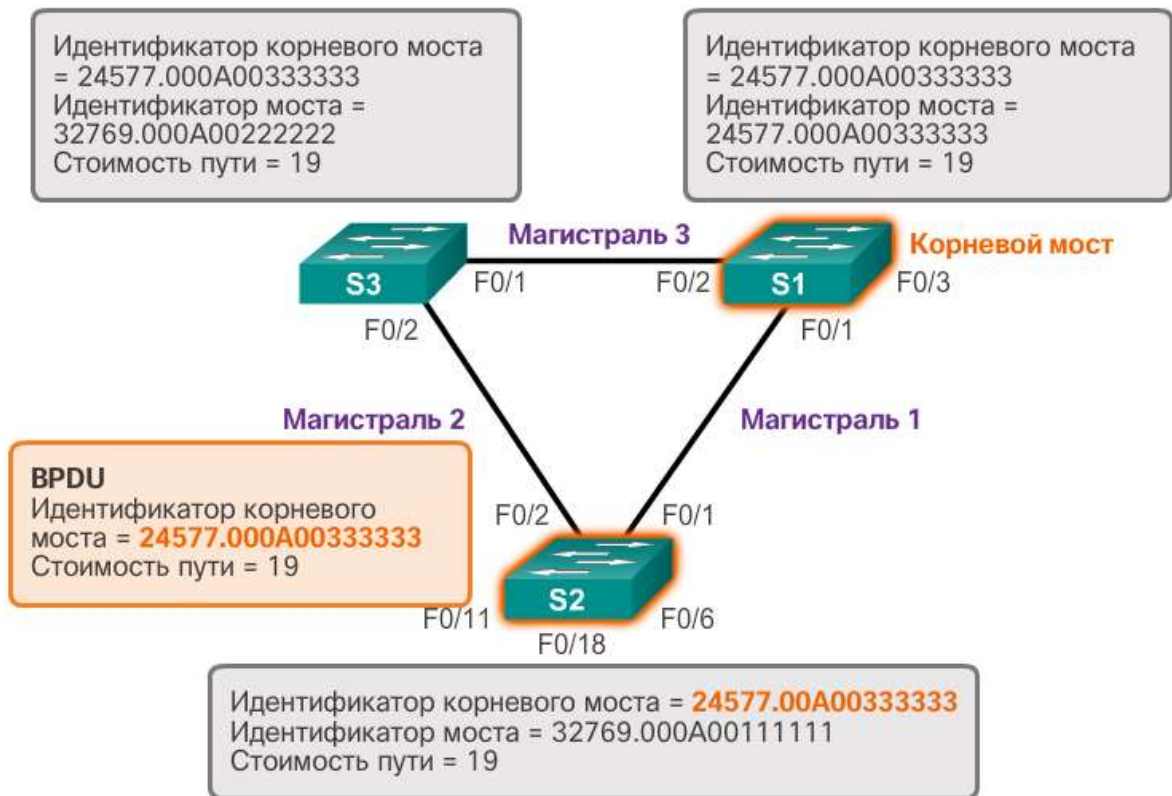 Идентификатор корневого моста
= 24577.000A00333333
Идентификатор моста =
32769.000A00222222
Стоимость пути = 19
Идентификатор корневого моста
= 24577.000A00333333
Идентификатор моста =
24577.000A00333333
Стоимость пути = 19
Магистраль 3
Корневой мост
S3
F0/1
F0/2
S1
F0/3
F0/2
F0/1
Магистраль 2
Магистраль 1
BPDU
Идентификатор корневого
моста = 24577.000A00333333
Стоимость пути = 19
F0/2
F0/1
S2
F0/11
F0/6
F0/18
Идентификатор корневого моста = 24577.00A00333333
Идентификатор моста = 32769.000A00111111
Стоимость пути = 19